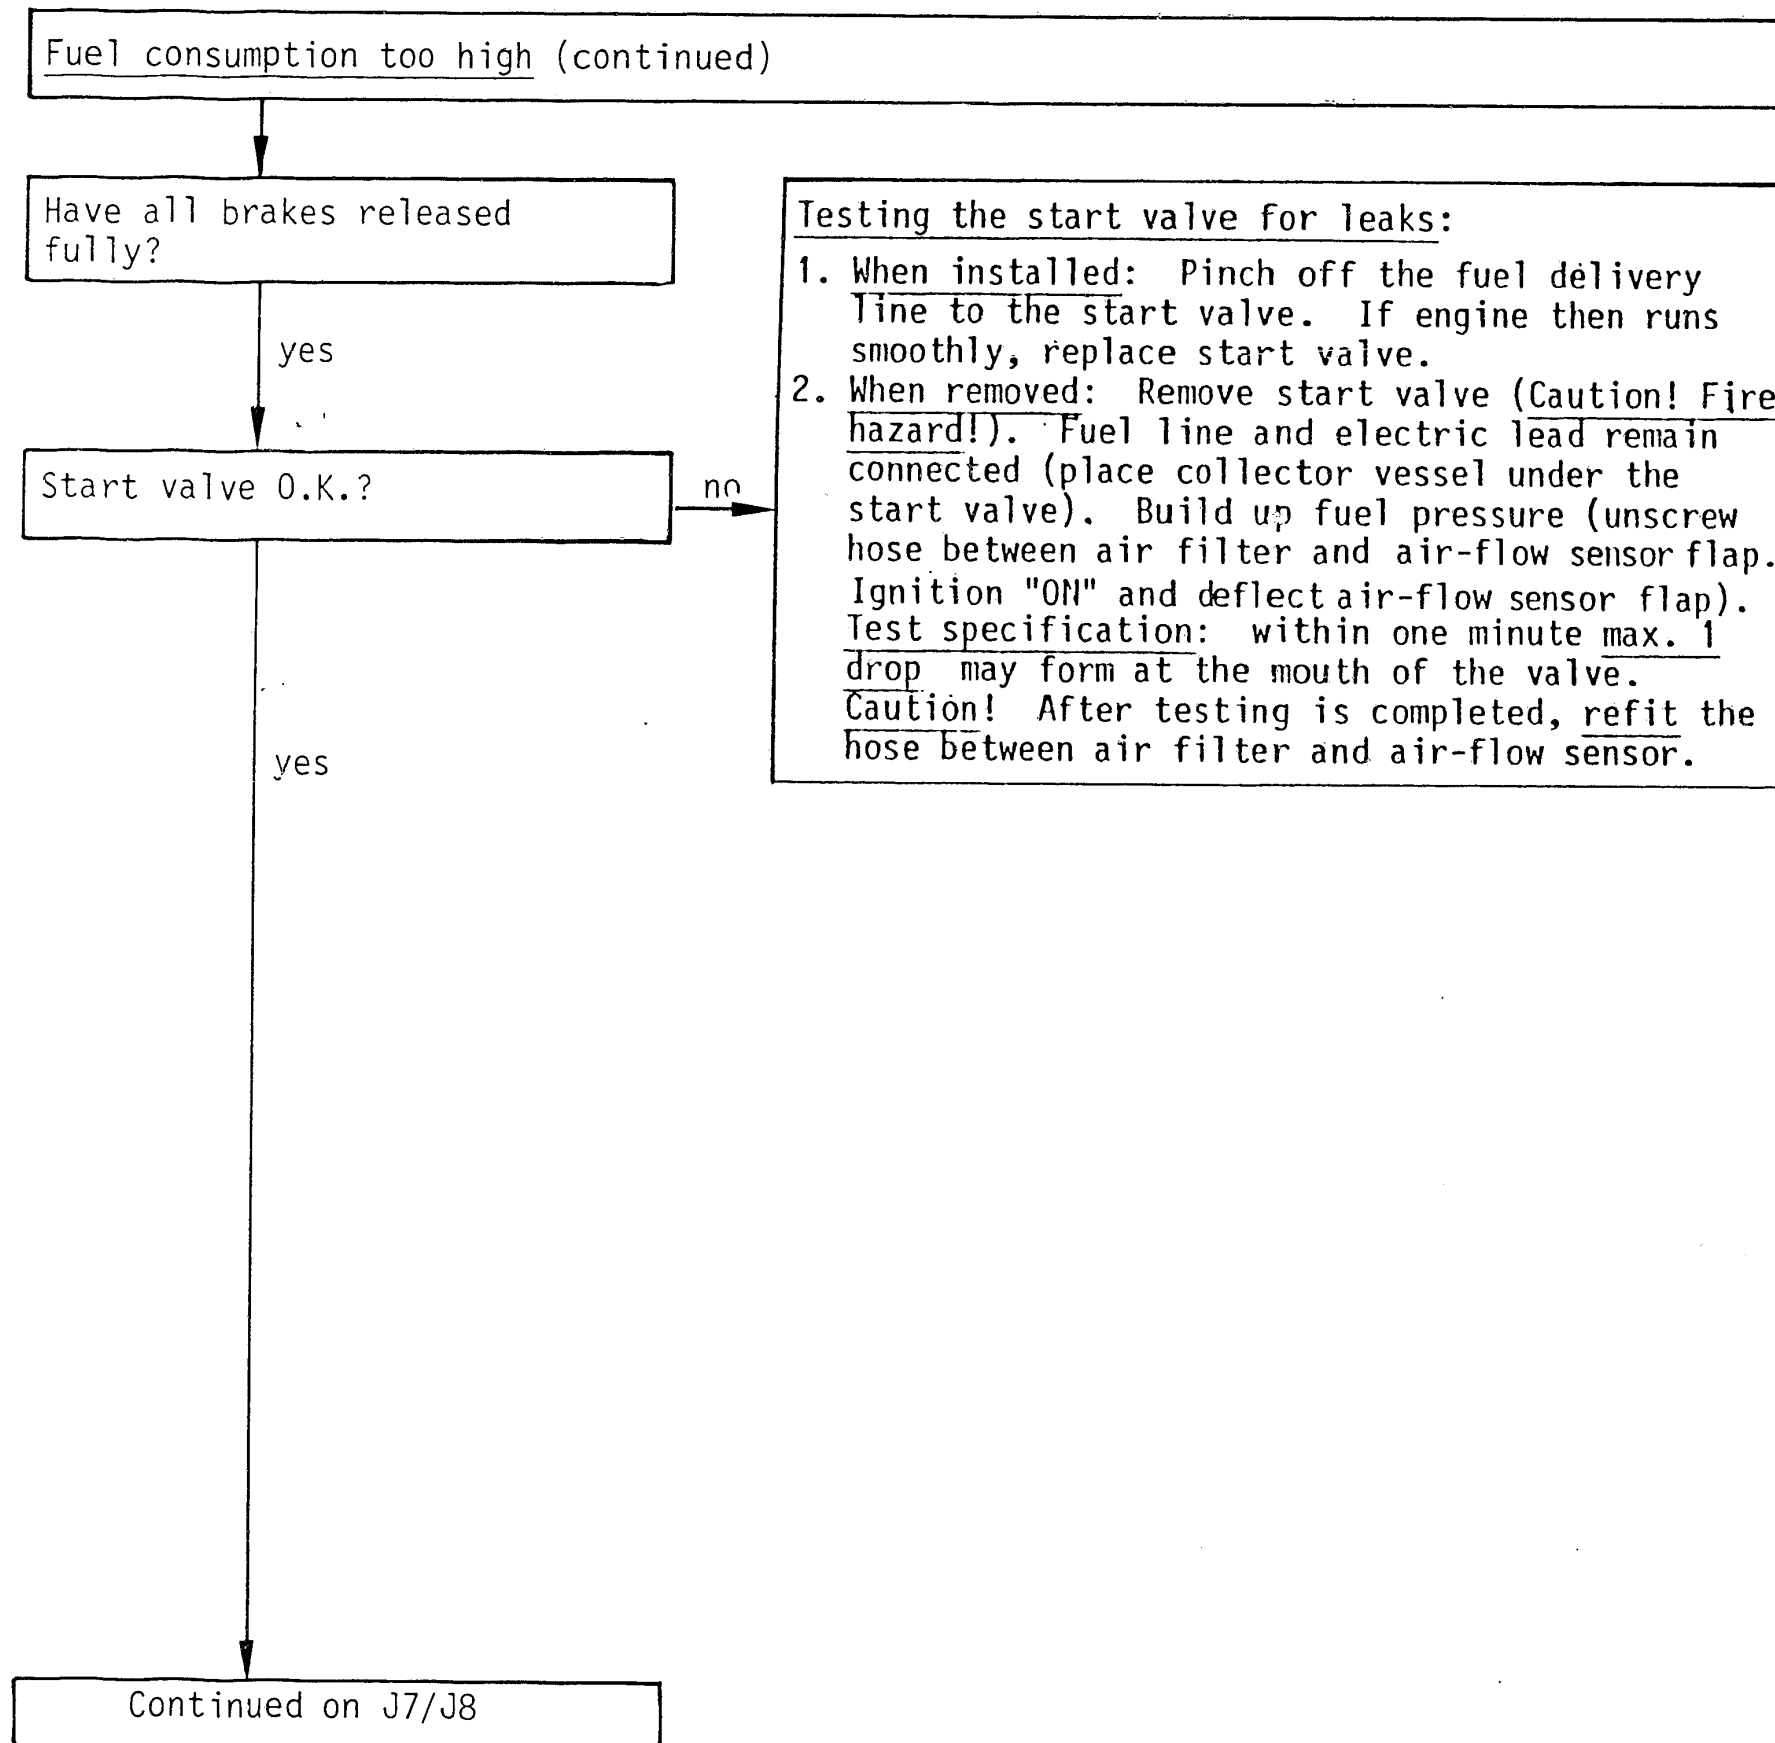 Fuel consumption too high (continued)
Have all brakes released
fully?
yes
Start valve O.K.?
no
yes
Testing the start valve for leaks:
1. When installed: Pinch off the fuel delivery
line to the start valve. If engine then runs
smoothly, replace start valve.
2. When removed: Remove start valve (Caution! Fire
hazard!). Fuel line and electric lead remain
connected (place collector vessel under the
start valve). Build up fuel pressure (unscrew
hose between air filter and air-flow sensor flap.
Ignition "ON" and deflect air-flow sensor flap).
Test specification: within one minute max. 1
drop may form at the mouth of the valve.
Caution! After testing is completed, refit the
hose between air filter and air-flow sensor.
Continued on J7/J8